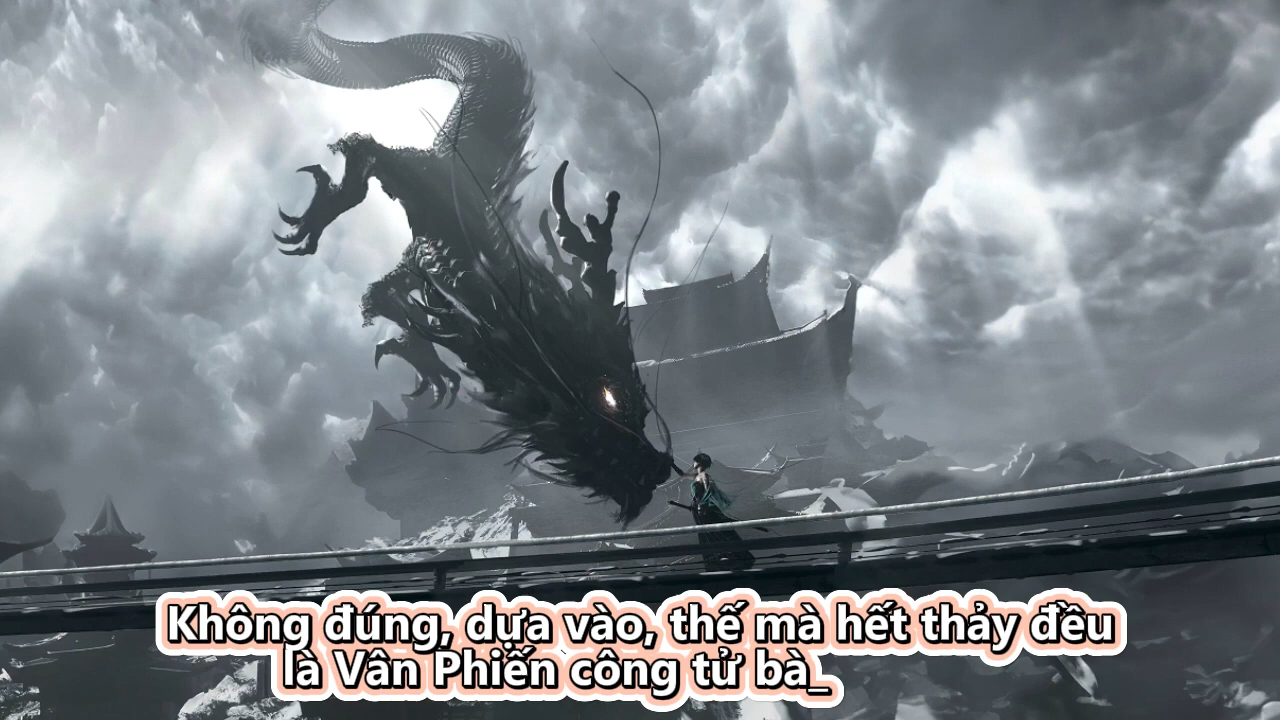 Không đúng, dựa vào, thế mà hết thảy đều
là Vân Phiến công tử bà_